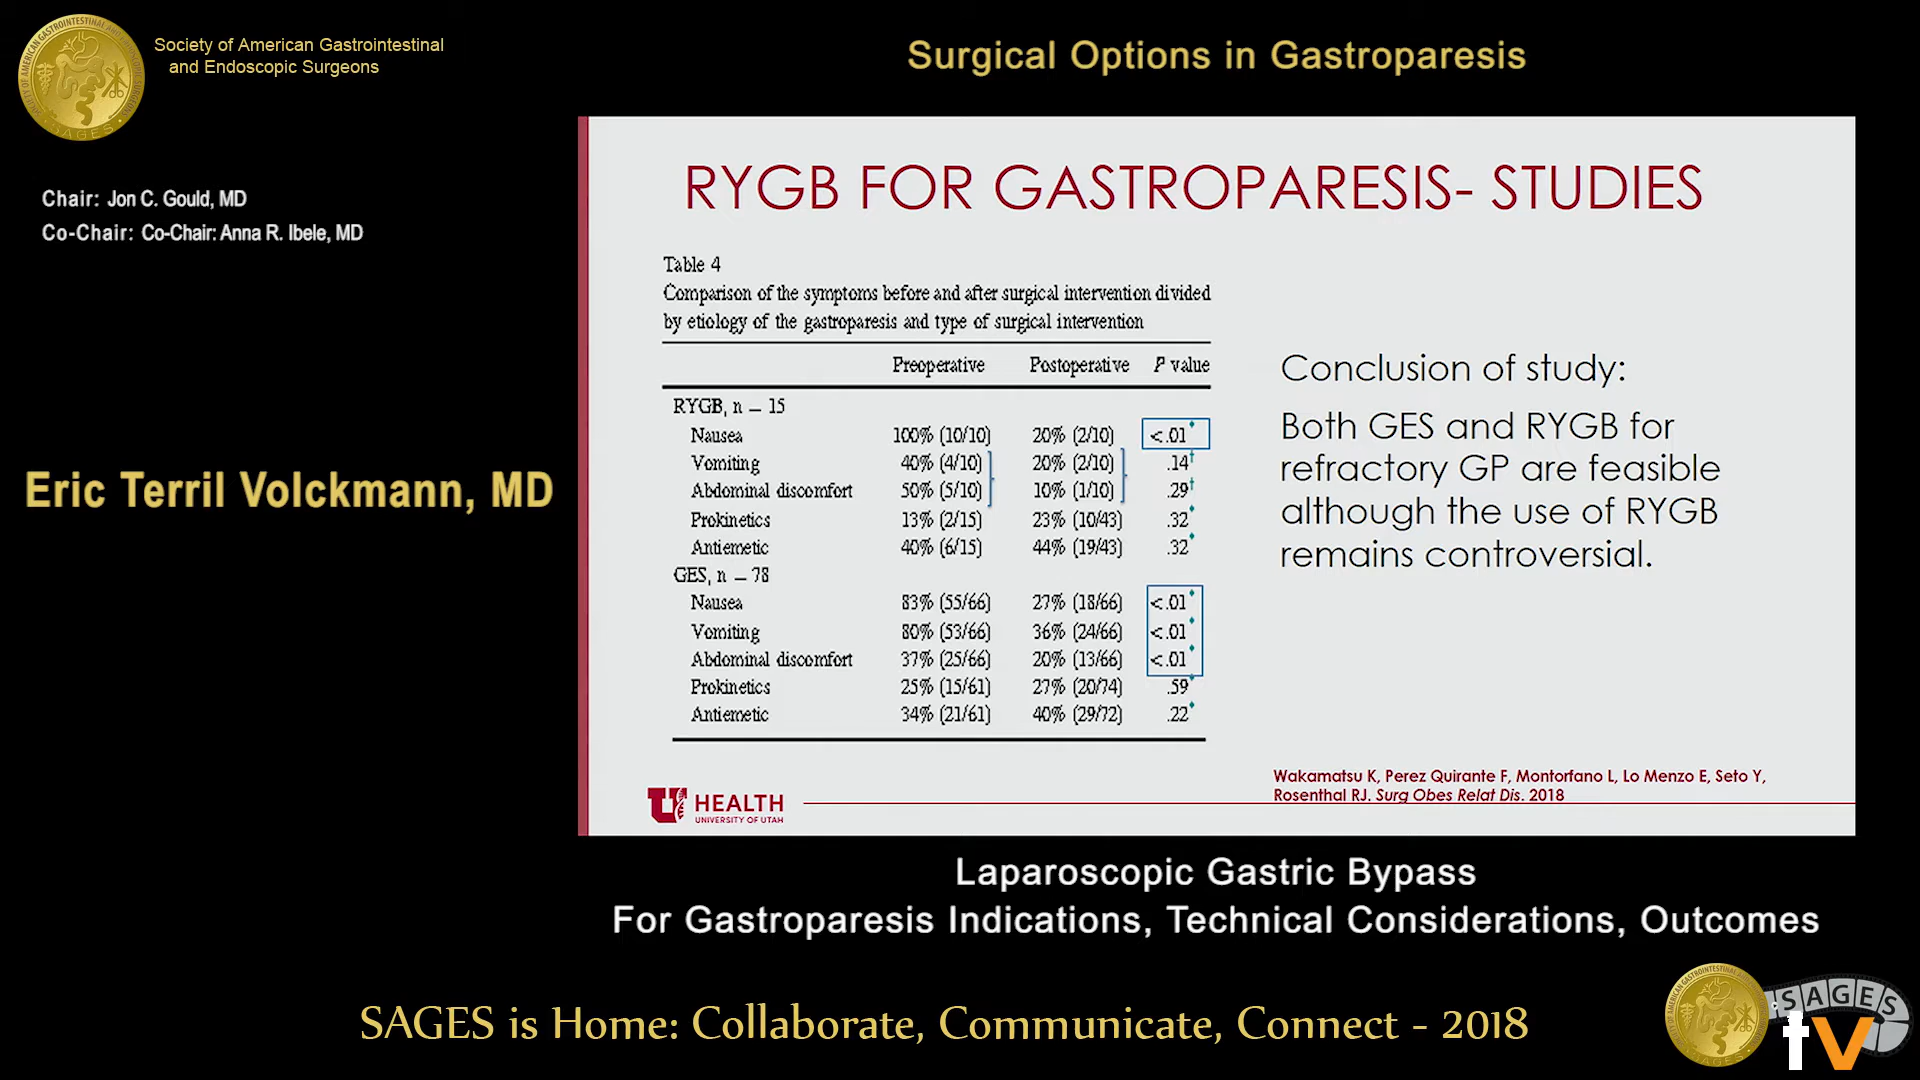 Society of American Gastrointestinal
and Endoscopic Surgeons
Surgical Options in Gastroparesis
Chair: Jon C. Gould, MD
Co-Chair: Co-Chair: Anna R. Ibele, MD
Eric Terril Volckmann, MD
RYGB FOR GASTROPARESIS- STUDIES
Table 4
Comparison of the symptoms before and after surgical intervention divided
by etiology of the gastroparesis and type of surgical intervention
Preoperative Postoperative P value
RYGB, n = 15
Nausea 100% (10/10) 20% (2/10) <.01*
Vomiting 40% (4/10) 20% (2/10) .14†
Abdominal discomfort 50% (5/10) 10% (1/10) .29†
Prokinetics 13% (2/15) 23% (10/43) .32*
Antiemetic 40% (6/15) 44% (19/43) .32*
GES, n = 78
Nausea 83% (55/66) 27% (18/66) <.01*
Vomiting 80% (53/66) 36% (24/66) <.01*
Abdominal discomfort 37% (25/66) 20% (13/66) <.01*
Prokinetics 25% (15/61) 27% (20/74) .59*
Antiemetic 34% (21/61) 40% (29/72) .22*
Conclusion of study:
Both GES and RYGB for
refractory GP are feasible
although the use of RYGB
remains controversial.
Wakamatsu K, Perez Quirante F, Montorfano L, Lo Menzo E, Seto Y,
Rosenthal RJ. Surg Obes Relat Dis. 2018
U HEALTH
UNIVERSITY OF UTAH
Laparoscopic Gastric Bypass
For Gastroparesis Indications, Technical Considerations, Outcomes
SAGES is Home: Collaborate, Communicate, Connect - 2018
SAGES
tv